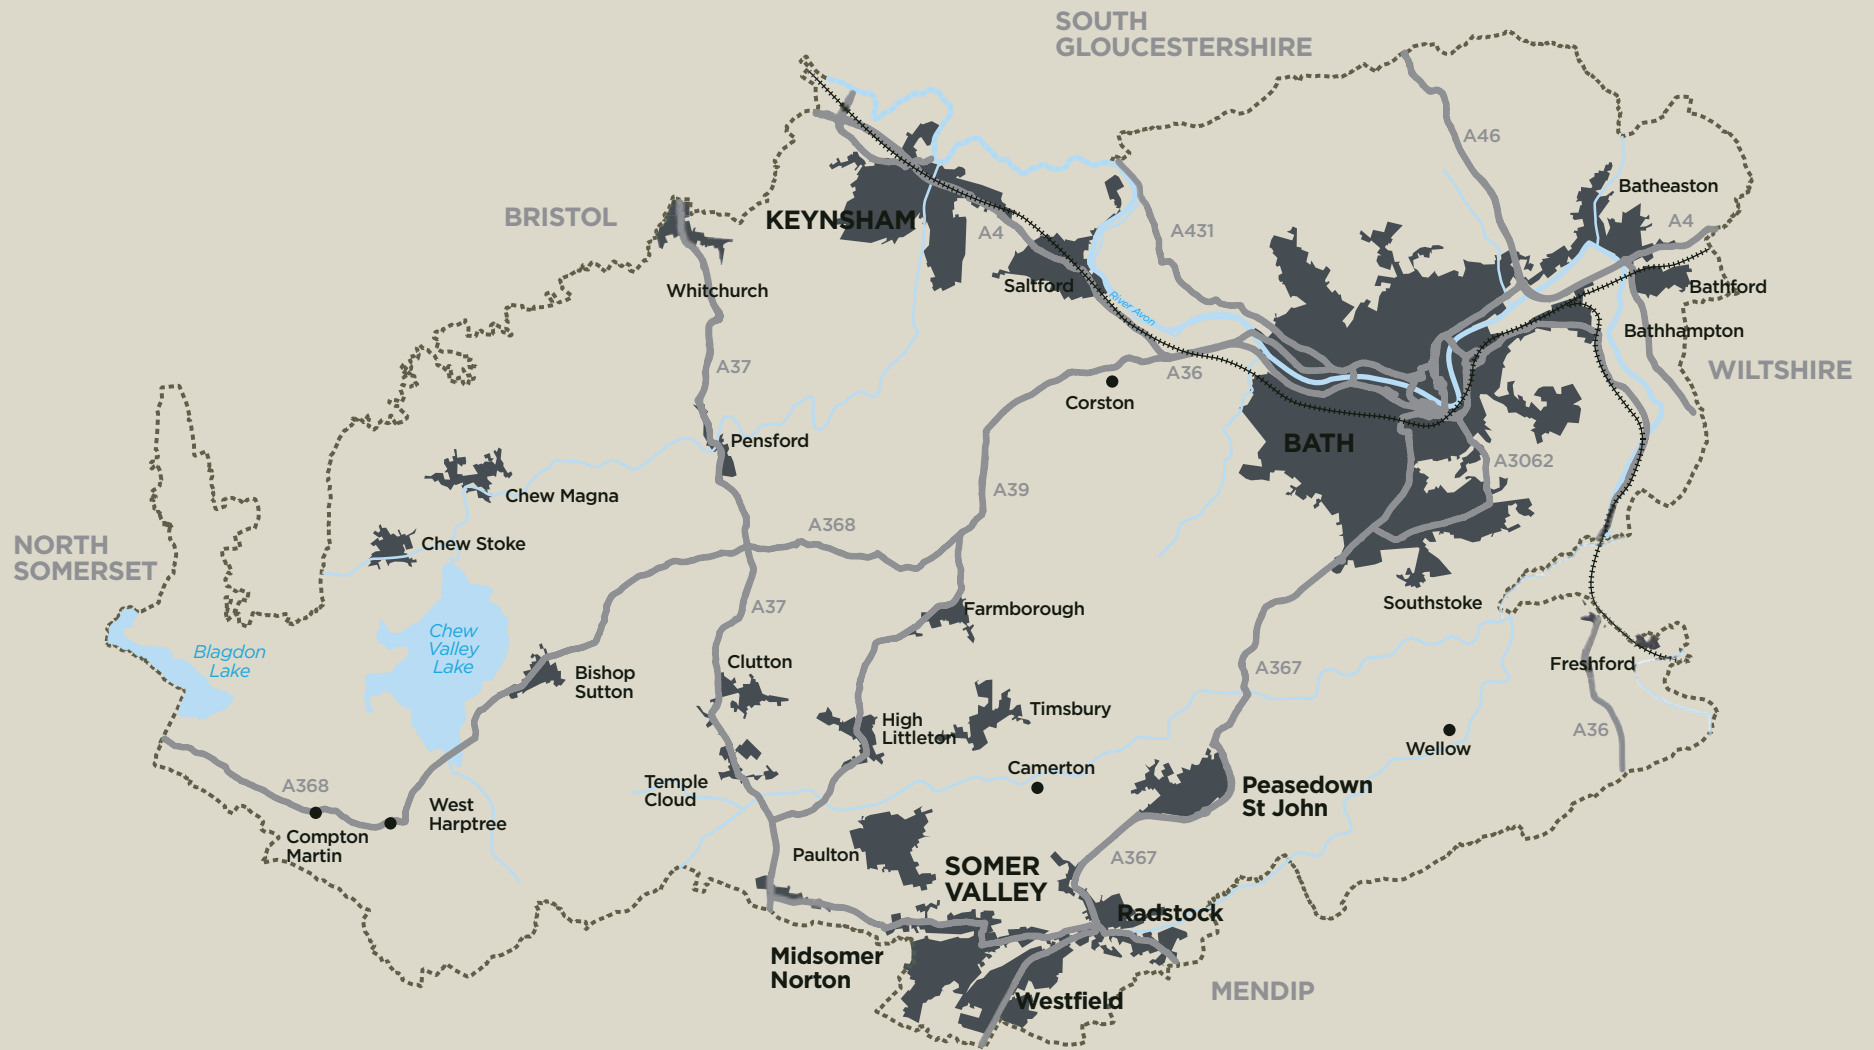 SOUTH
GLOUCESTERSHIRE
A46
Batheaston
A4
BRISTOL
KEYNSHAM
A4
A431
Whitchurch
Saltford
River Avon
Bathford
Bathhampton
A37
A36
WILTSHIRE
Corston
Pensford
BATH
A3062
Chew Magna
A39
A368
Chew Stoke
NORTH
SOMERSET
A37
Farmborough
Southstoke
Chew
Valley
Lake
Blagdon
Lake
Clutton
Bishop
Sutton
A367
Freshford
High
Littleton
Timsbury
A36
Wellow
Temple
Cloud
Camerton
A368
Peasedown
St John
West
Harptree
Compton
Martin
Paulton
SOMER
VALLEY
A367
Radstock
Midsomer
Norton
Westfield
MENDIP